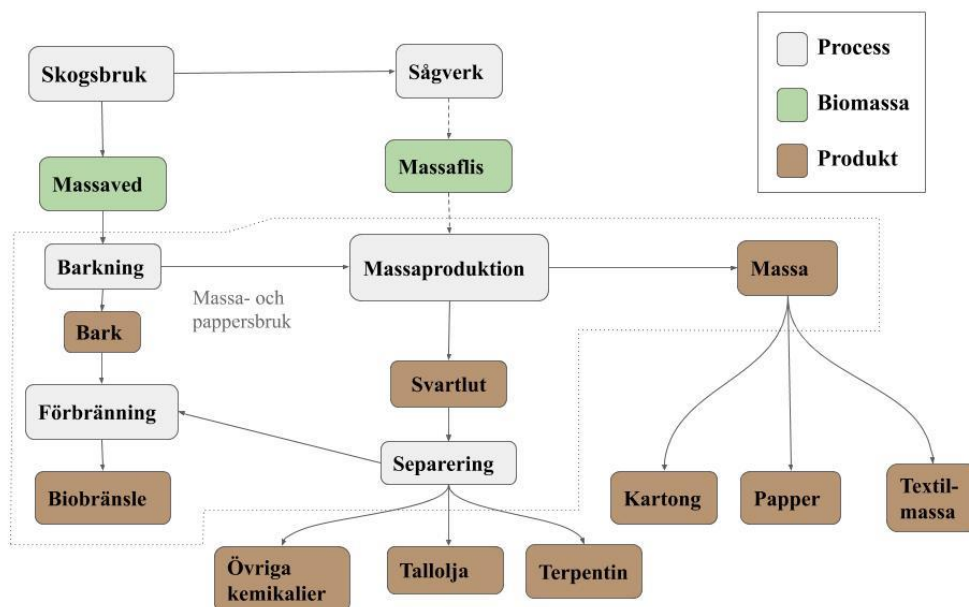 Skogsbruk
Sågverk
Process
Biomassa
Produkt
Massaved
Massaflis
Barkning
Massaproduktion
Massa
Massa- och
pappersbruk
Bark
Svartlut
Förbränning
Separering
Biobränsle
Kartong
Papper
Textil-
massa
Övriga
kemikalier
Tallolja
Terpentin